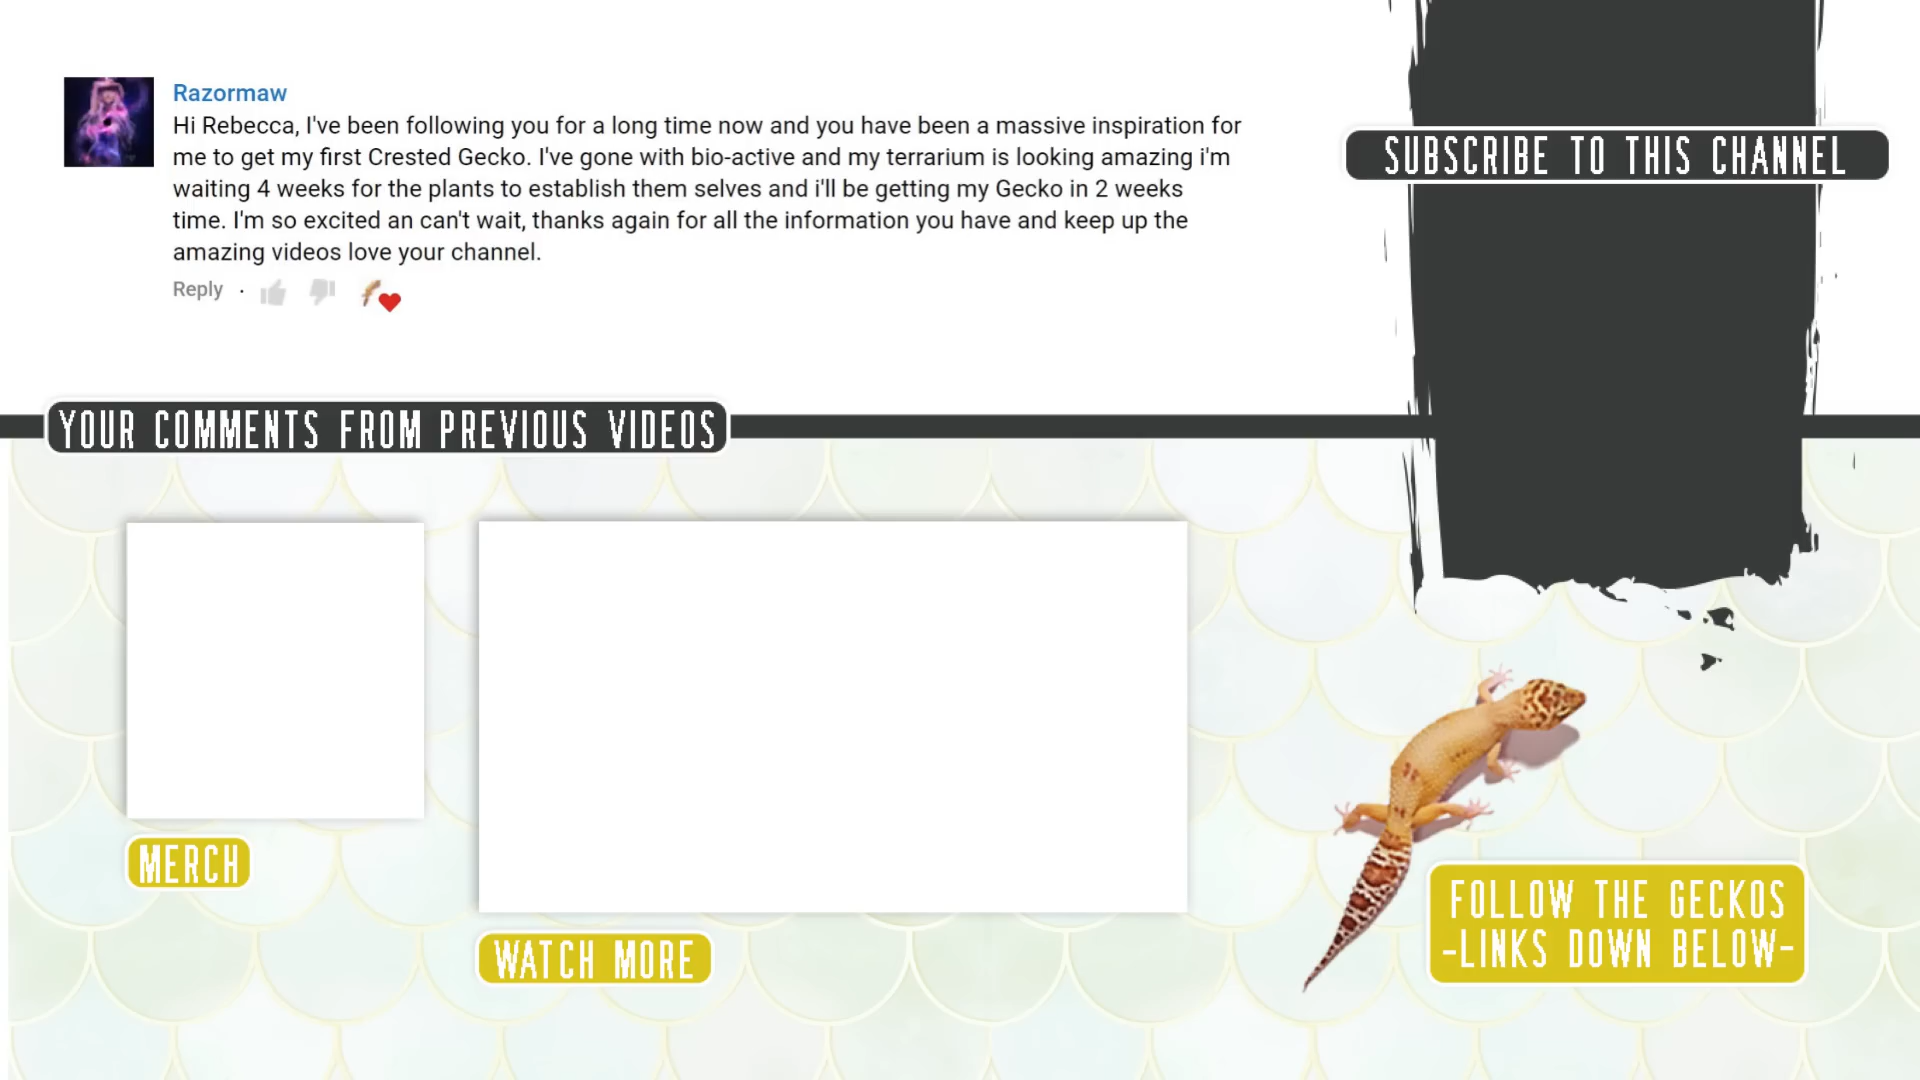 Razormaw
Hi Rebecca, I've been following you for a long time now and you have been a massive inspiration for
me to get my first Crested Gecko. I've gone with bio-active and my terrarium is looking amazing i'm
waiting 4 weeks for the plants to establish them selves and i'll be getting my Gecko in 2 weeks
time. I'm so excited an can't wait, thanks again for all the information you have and keep up the
amazing videos love your channel.
Reply ·
SUBSCRIBE TO THIS CHANNEL
YOUR COMMENTS FROM PREVIOUS VIDEOS
MERCH
WATCH MORE
FOLLOW THE GECKOS
-LINKS DOWN BELOW-